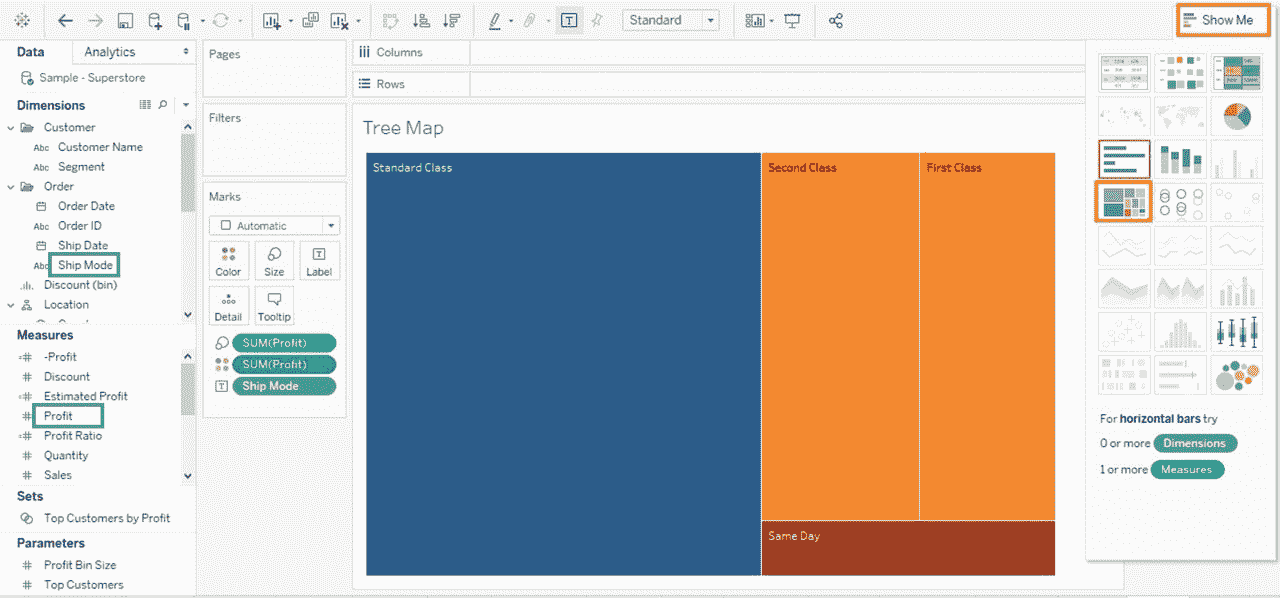 Standard
Show Me
Data
Analytics
Sample - Superstore
Dimensions
Customer
Abc Customer Name
Abc Segment
Order
Order Date
Abc Order ID
Ship Date
Abc Ship Mode
Discount (bin)
Location
Measures
-Profit
Discount
Estimated Profit
Profit
Profit Ratio
Quantity
Sales
Sets
Top Customers by Profit
Parameters
Profit Bin Size
Top Customers
Pages
Filters
Marks
Automatic
Color
Size
Label
Detail
Tooltip
SUM(Profit)
SUM(Profit)
Ship Mode
Columns
Rows
Tree Map
Standard Class
Second Class
First Class
Same Day
For horizontal bars try
0 or more Dimensions
1 or more Measures